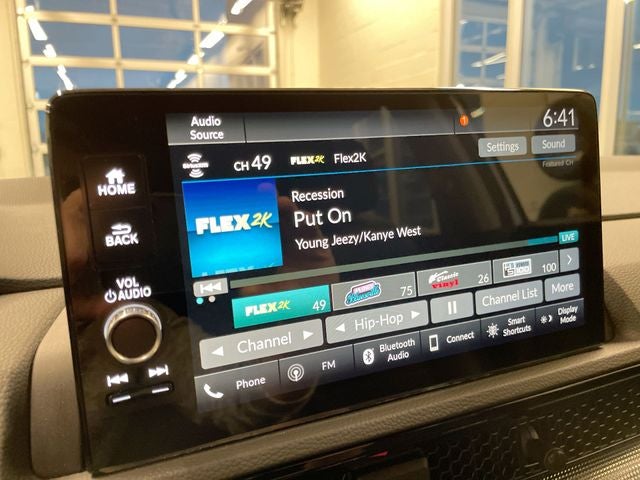 Audio
Source
1
6:41
SiriusXM
CH 49
FLEX2K
Flex2K
Settings
Sound
Featured CH
HOME
BACK
VOL
AUDIO
FLEX2K
Recession
Put On
Young Jeezy/Kanye West
LIVE
FLEX2K 49
75
Classic
vinyl 26
100
Channel
Hip-Hop
Channel List
More
Phone
FM
Bluetooth
Audio
Connect
Smart
Shortcuts
Display
Mode